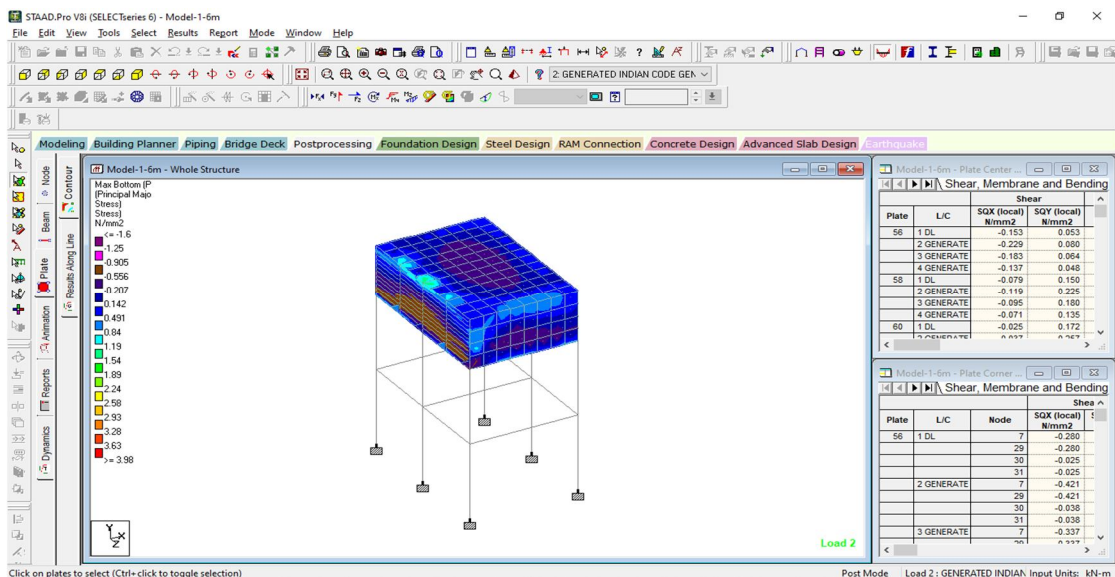 STAAD.Pro V8i (SELECTseries 6) - Model-1-6m
File Edit View Tools Select Results Report Mode Window Help
2: GENERATED INDIAN CODE GEN
Modeling Building Planner Piping Bridge Deck Postprocessing Foundation Design Steel Design RAM Connection Concrete Design Advanced Slab Design Earthquake
Node
Beam
Plate
Animation
Reports
Dynamics
Contour
Results Along Line
Model-1-6m - Whole Structure
Max Bottom (P
(Principal Majo
Stress)
Stress)
N/mm2
<= -1.6
-1.25
-0.905
-0.556
-0.207
0.142
0.491
0.84
1.19
1.54
1.89
2.24
2.58
2.93
3.28
3.63
>= 3.98
Y
X
Z
Load 2
Model-1-6m - Plate Center ...
Shear, Membrane and Bending
Shear
Plate L/C SQX (local) N/mm2 SQY (local) N/mm2
56 1 DL -0.153 0.053
2 GENERATE -0.229 0.080
3 GENERATE -0.183 0.064
4 GENERATE -0.137 0.048
58 1 DL -0.079 0.150
2 GENERATE -0.119 0.225
3 GENERATE -0.095 0.180
4 GENERATE -0.071 0.135
60 1 DL -0.025 0.172
2 GENERATE -0.037 0.257
Model-1-6m - Plate Corner ...
Shear, Membrane and Bending
Shea
Plate L/C Node SQX (local) N/mm2
56 1 DL 7 -0.280
29 -0.280
30 -0.025
31 -0.025
2 GENERATE 7 -0.421
29 -0.421
30 -0.038
31 -0.038
3 GENERATE 7 -0.337
29 -0.337
Click on plates to select (Ctrl+click to toggle selection)
Post Mode Load 2 : GENERATED INDIAN Input Units: kN-m